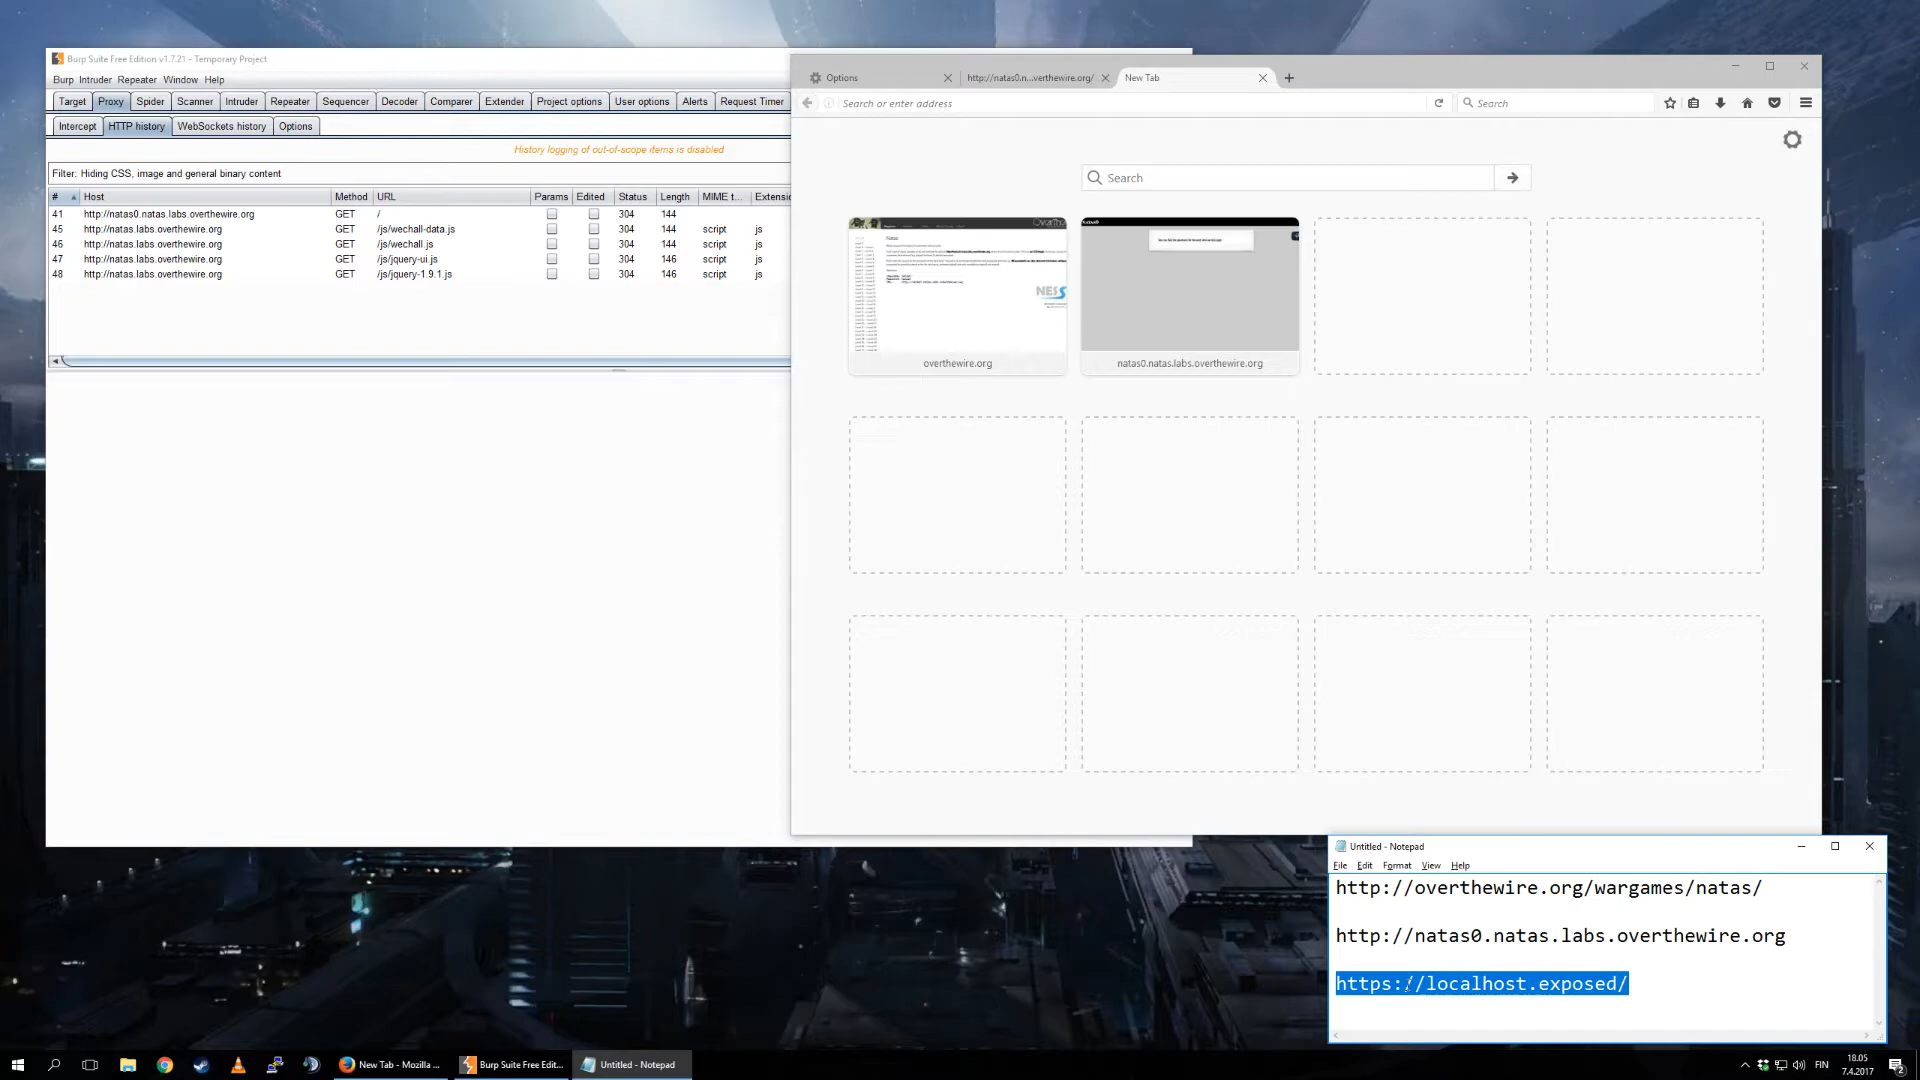 Burp Suite Free Edition v1.7.21 - Temporary Project
Burp Intruder Repeater Window Help
Target Proxy Spider Scanner Intruder Repeater Sequencer Decoder Comparer Extender Project options User options Alerts Request Timer
Intercept HTTP history WebSockets history Options
History logging of out-of-scope items is disabled
Filter: Hiding CSS, image and general binary content
# Host Method URL Params Edited Status Length MIME t... Extensio
41 http://natas0.natas.labs.overthewire.org GET / 304 144
45 http://natas.labs.overthewire.org GET /js/wechall-data.js 304 144 script js
46 http://natas.labs.overthewire.org GET /js/wechall.js 304 144 script js
47 http://natas.labs.overthewire.org GET /js/jquery-ui.js 304 146 script js
48 http://natas.labs.overthewire.org GET /js/jquery-1.9.1.js 304 146 script js
Options http://natas0.n...verthewire.org/ New Tab
Search or enter address Search
Search
overthewire.org natas0.natas.labs.overthewire.org
Untitled - Notepad
File Edit Format View Help
http://overthewire.org/wargames/natas/
http://natas0.natas.labs.overthewire.org
https://localhost.exposed/
New Tab - Mozilla ... Burp Suite Free Edit... Untitled - Notepad FIN 18.05
7.4.2017